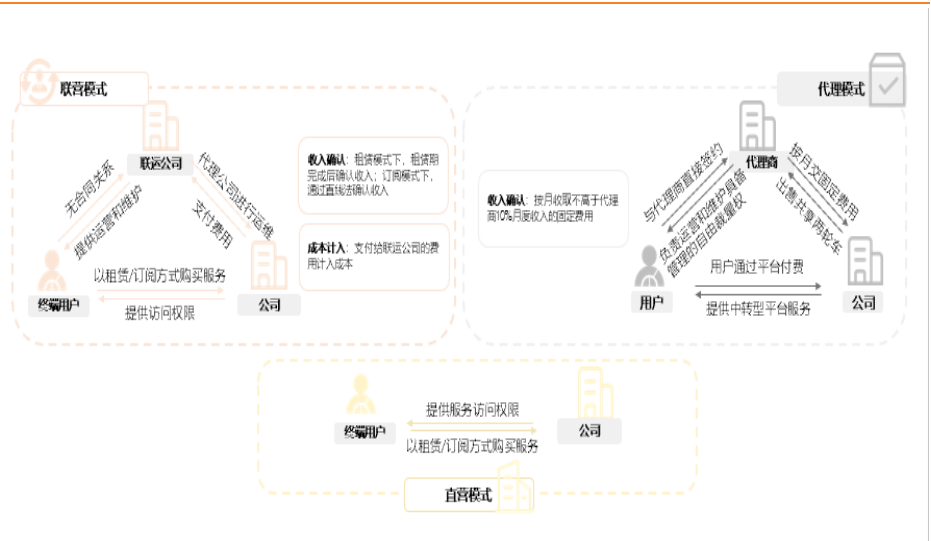 联营模式
联运公司
无合同关系
提供运营和维护
代理公司进行运维
支付费用
以租赁/订阅方式购买服务
提供访问权限
终端用户
公司
收入确认：租赁模式下，租赁期
完成后确认收入；订阅模式下，
通过直线法确认收入
成本计入：支付给联运公司的费
用计入成本
代理模式
代理商
与代理商直接签约
负责运营和维护具备
管理的自由裁量权
按月交固定费用
出售共享两轮车
用户通过平台付费
提供中转型平台服务
用户
公司
收入确认：按月收取不高于代理
商10%月度收入的固定费用
提供服务访问权限
以租赁/订阅方式购买服务
终端用户
公司
直营模式